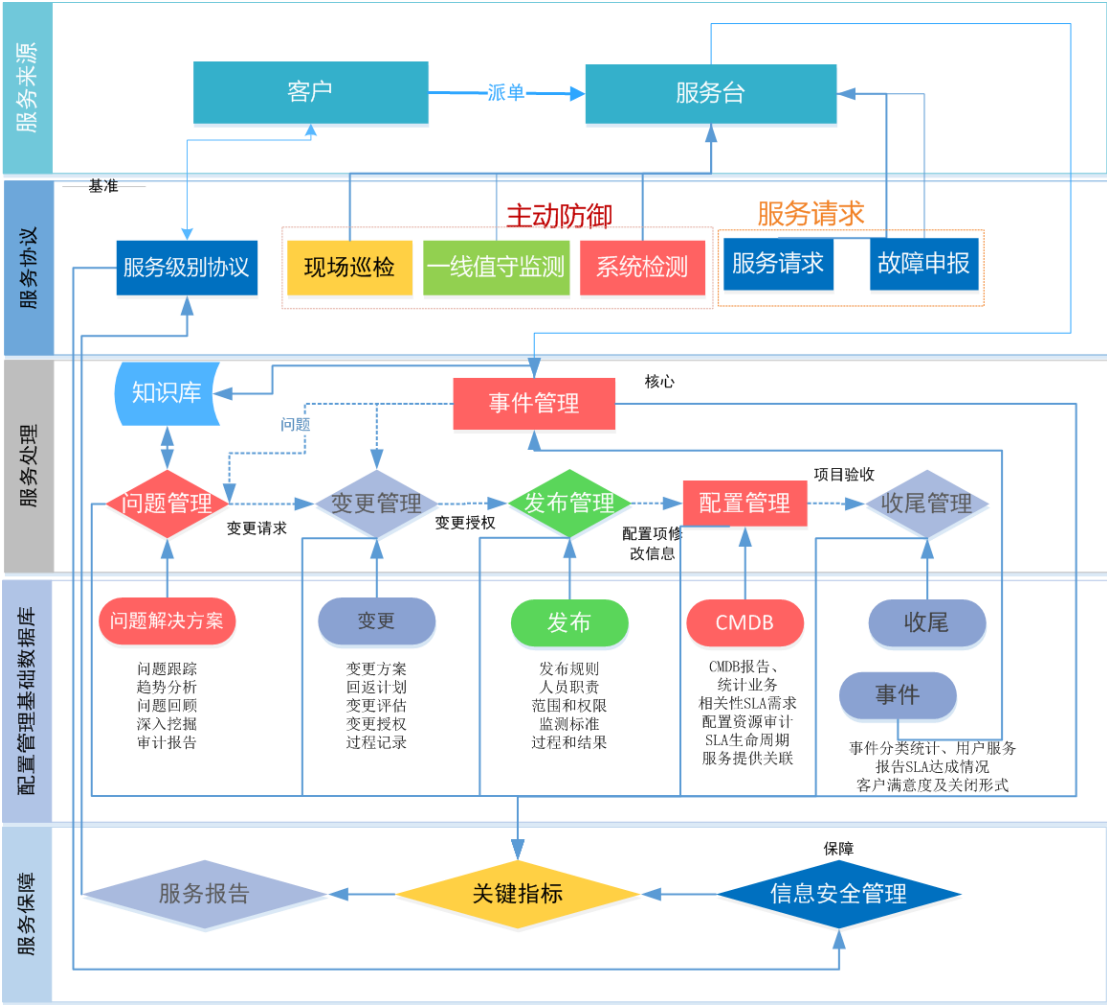 服务来源
客户
派单
服务台
服务协议
基准
主动防御
服务请求
服务级别协议
现场巡检
一线值守监测
系统检测
服务请求
故障申报
服务处理
知识库
事件管理
核心
问题
问题管理
变更请求
变更管理
变更授权
发布管理
配置项修
改信息
配置管理
项目验收
收尾管理
配置管理基础数据库
问题解决方案
问题跟踪
趋势分析
问题回顾
深入挖掘
审计报告
变更
变更方案
回返计划
变更评估
变更授权
过程记录
发布
发布规则
人员职责
范围和权限
监测标准
过程和结果
CMDB
CMDB报告、
统计业务
相关性SLA需求
配置资源审计
SLA生命周期
服务提供关联
收尾
事件
事件分类统计、用户服务
报告SLA达成情况
客户满意度及关闭形式
服务保障
服务报告
关键指标
保障
信息安全管理